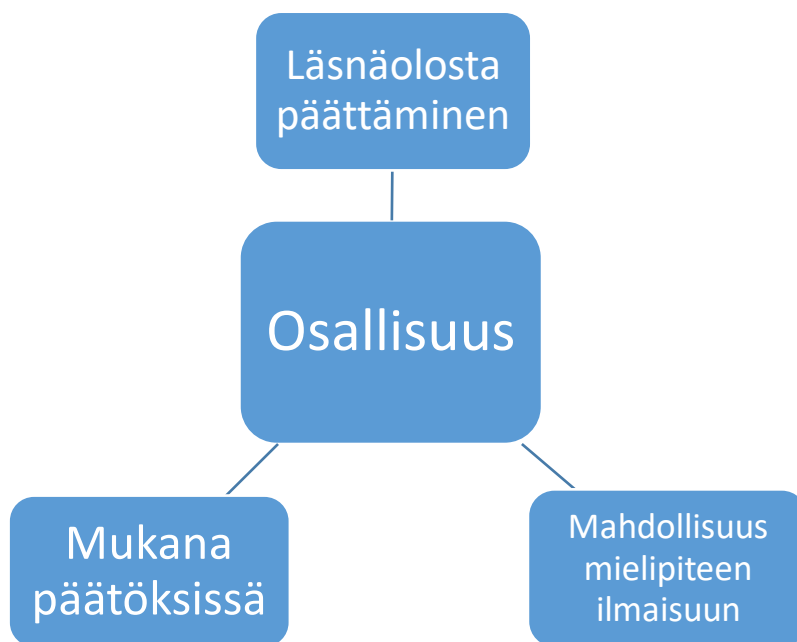 Läsnäolosta
päättäminen
Osallisuus
Mukana
päätöksissä
Mahdollisuus
mielipiteen
ilmaisuun